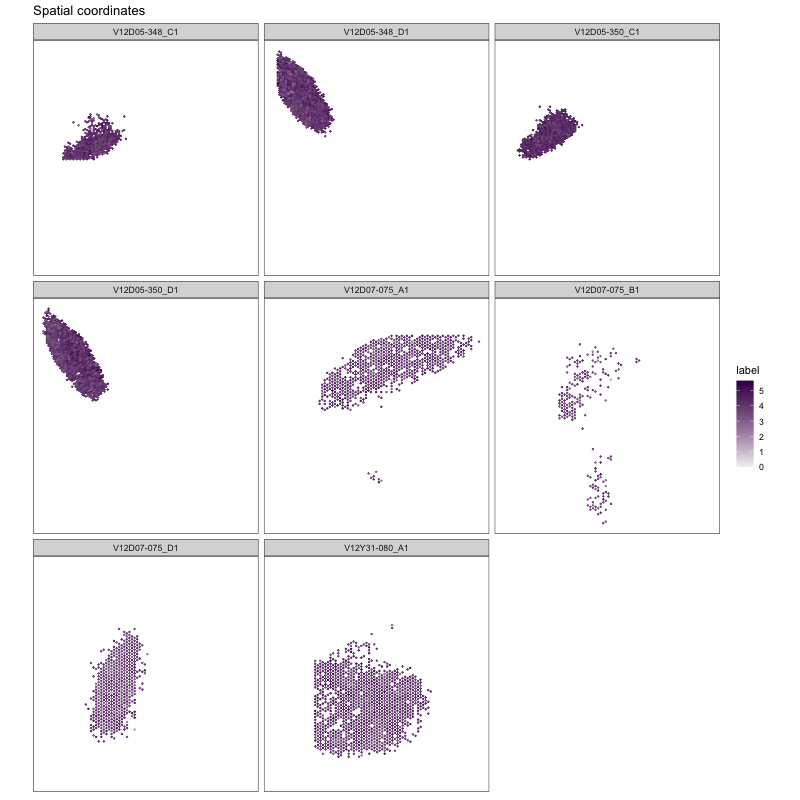 Spatial coordinates
V12D05-348_C1
V12D05-348_D1
V12D05-350_C1
V12D05-350_D1
V12D07-075_A1
V12D07-075_B1
label
5
4
3
2
1
0
V12D07-075_D1
V12Y31-080_A1